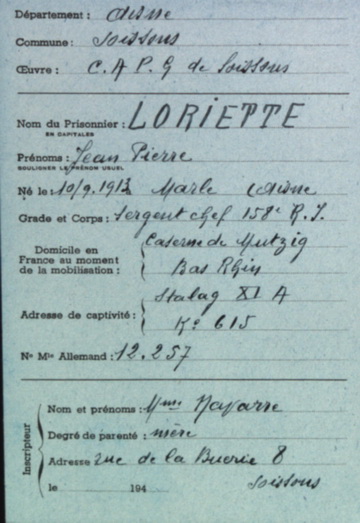 Département : Aisne
Commune : Soissons
Œuvre : C.A.P.G de Soissons
Nom du Prisonnier : LORIETTE
EN CAPITALES
Prénoms : Jean Pierre
SOULIGNER LE PRÉNOM USUEL
Né le : 10/9.1913 Marle (Aisne
Grade et Corps : Sergent chef 158e R.I.
Domicile en France au moment de la mobilisation : Caserne de Mutzig
Bas Rhin
Adresse de captivité : Stalag XI A
Ko 615
No Mle Allemand : 12.257
Inscripteur
Nom et prénoms : Mme
Degré de parenté : mère
Adresse rue de la Buerie 8
le 194 Soissons